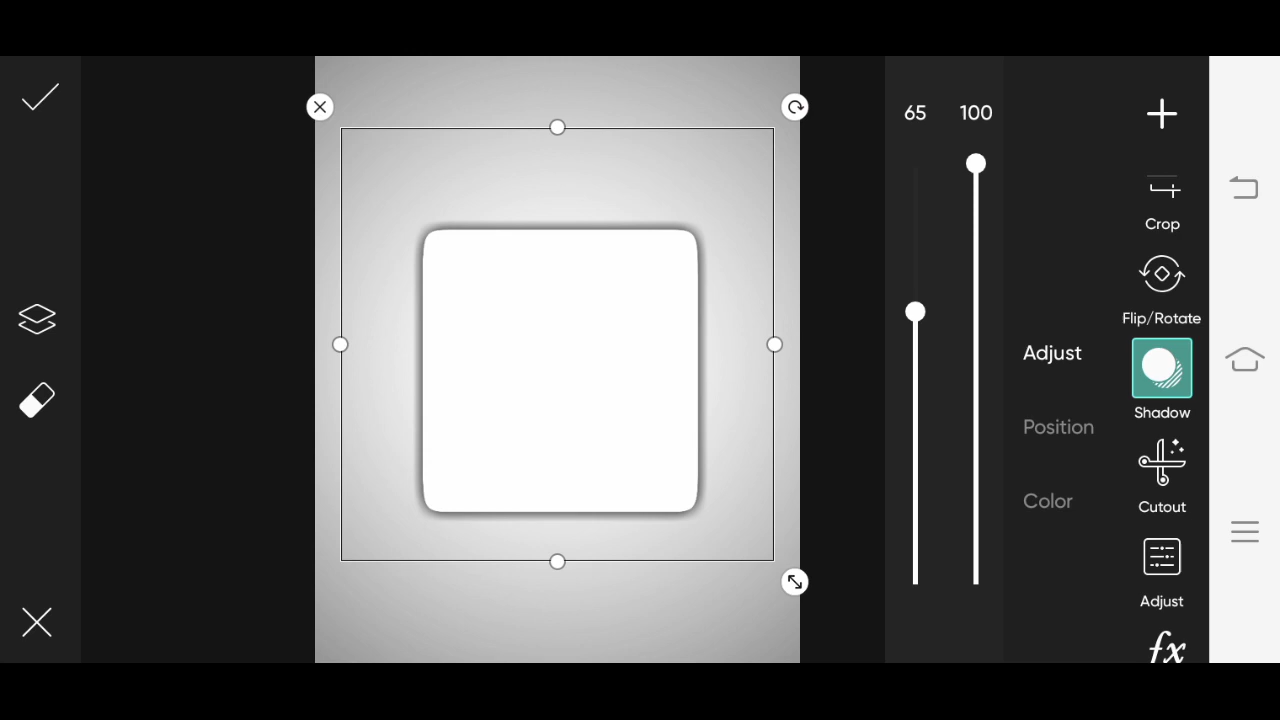 65 100
Crop
Flip/Rotate
Adjust
Shadow
Position
Color
Cutout
Adjust
fx